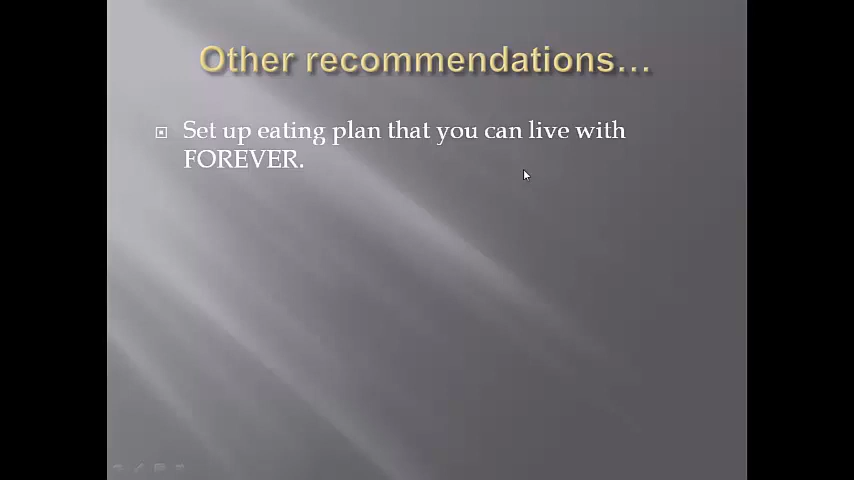 Other recommendations...
Set up eating plan that you can live with
FOREVER.